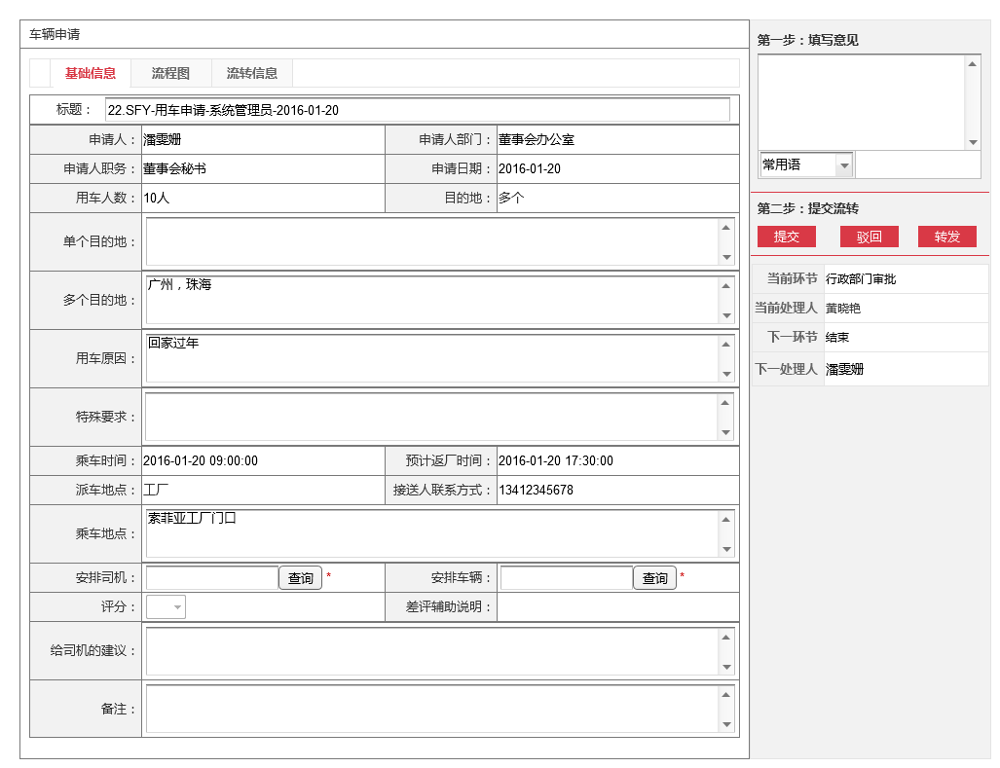 车辆申请
基础信息 流程图 流转信息
标题： 22.SFY-用车申请-系统管理员-2016-01-20
申请人： 潘雯姗 申请人部门： 董事会办公室
申请人职务： 董事会秘书 申请日期： 2016-01-20
用车人数： 10人 目的地： 多个
单个目的地：
多个目的地： 广州，珠海
用车原因： 回家过年
特殊要求：
乘车时间： 2016-01-20 09:00:00 预计返厂时间： 2016-01-20 17:30:00
派车地点： 工厂 接送人联系方式： 13412345678
乘车地点： 索菲亚工厂门口
安排司机： 查询 * 安排车辆： 查询 *
评分： 差评辅助说明：
给司机的建议：
备注：
第一步：填写意见
常用语
第二步：提交流转
提交 驳回 转发
当前环节 行政部门审批
当前处理人 黄晓艳
下一环节 结束
下一处理人 潘雯姗